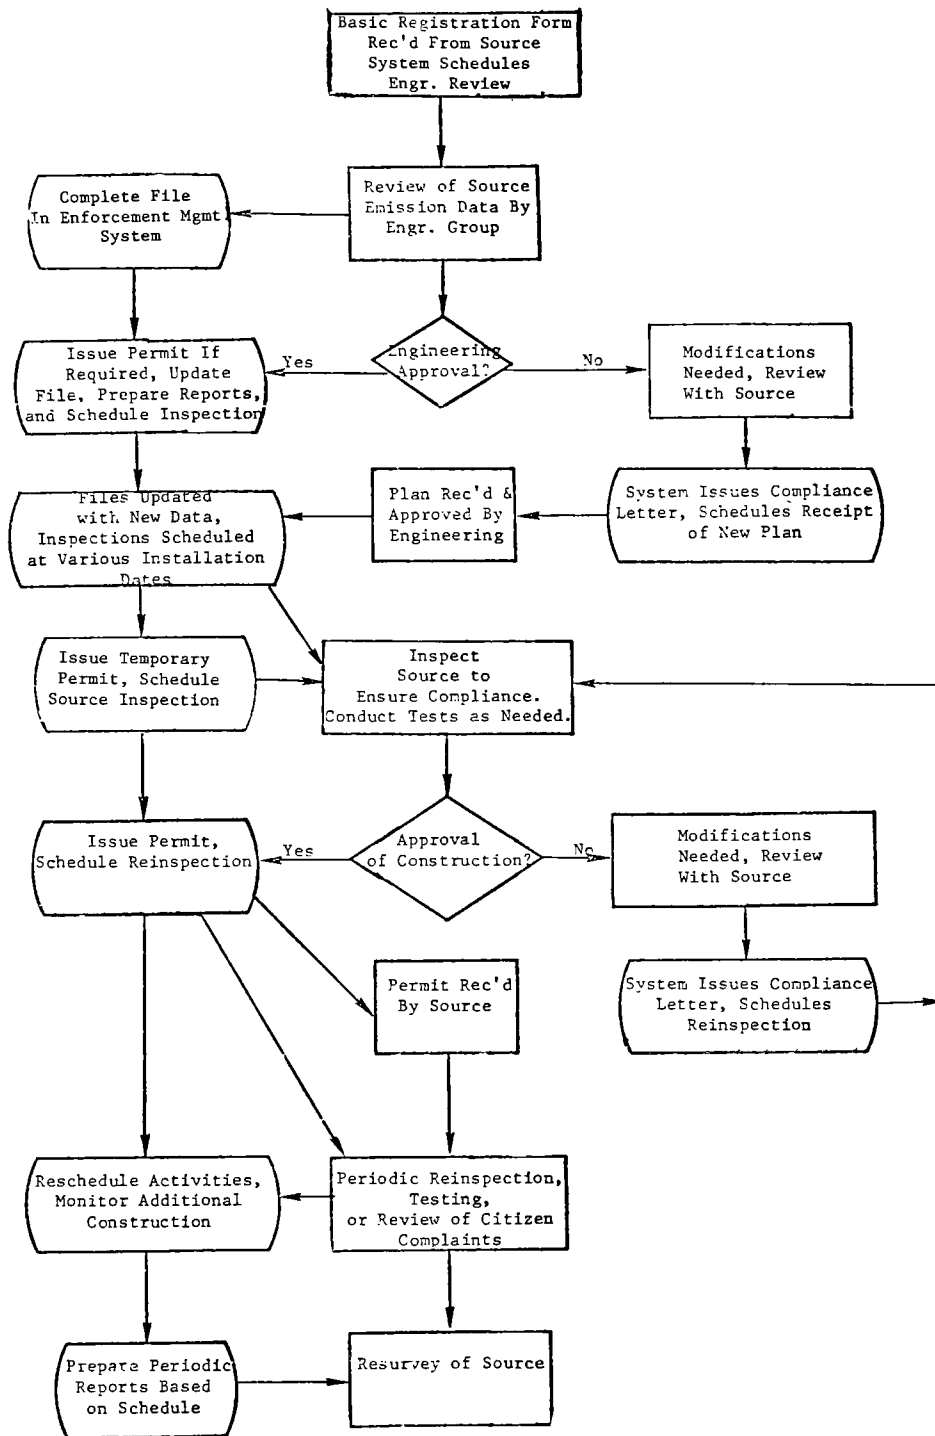 Basic Registration Form
Rec'd From Source
System Schedules
Engr. Review
Review of Source
Emission Data By
Engr. Group
Complete File
In Enforcement Mgmt.
System
Engineering
Approval?
Yes
No
Issue Permit If
Required, Update
File, Prepare Reports,
and Schedule Inspection
Modifications
Needed, Review
With Source
System Issues Compliance
Letter, Schedules Receipt
of New Plan
Plan Rec'd &
Approved By
Engineering
Files Updated
with New Data,
Inspections Scheduled
at Various Installation
Dates
Issue Temporary
Permit, Schedule
Source Inspection
Inspect
Source to
Ensure Compliance.
Conduct Tests as Needed.
Approval
of Construction?
Yes
No
Issue Permit,
Schedule Reinspection
Modifications
Needed, Review
With Source
System Issues Compliance
Letter, Schedules
Reinspection
Permit Rec'd
By Source
Reschedule Activities,
Monitor Additional
Construction
Periodic Reinspection,
Testing,
or Review of Citizen
Complaints
Prepare Periodic
Reports Based
on Schedule
Resurvey of Source